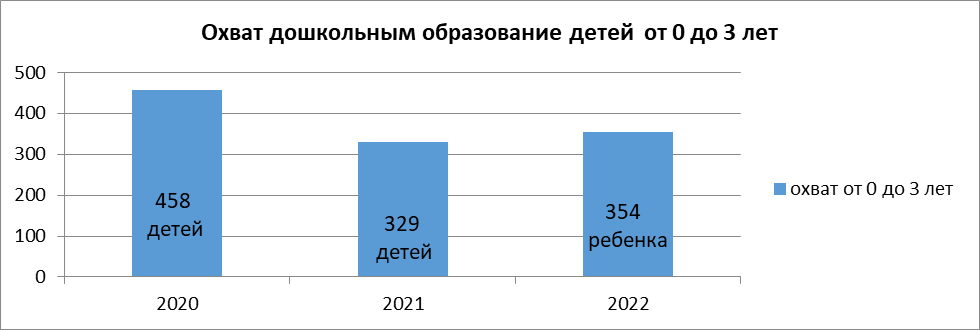 Охват дошкольным образование детей от 0 до 3 лет
500
400
300
200
100
0
458
детей
329
детей
354
ребенка
2020
2021
2022
охват от 0 до 3 лет